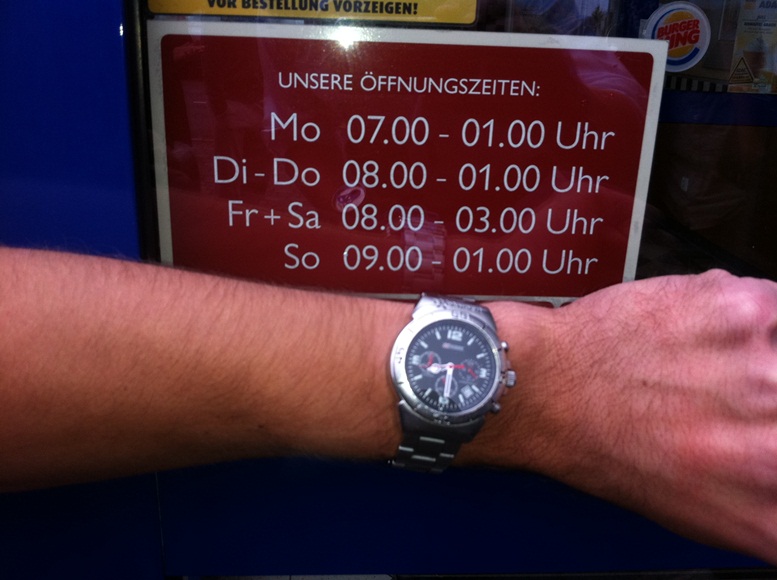 VOR BESTELLUNG VORZEIGEN!
BURGER
KING
UNSERE ÖFFNUNGSZEITEN:
Mo 07.00 - 01.00 Uhr
Di - Do 08.00 - 01.00 Uhr
Fr + Sa 08.00 - 03.00 Uhr
So 09.00 - 01.00 Uhr
12